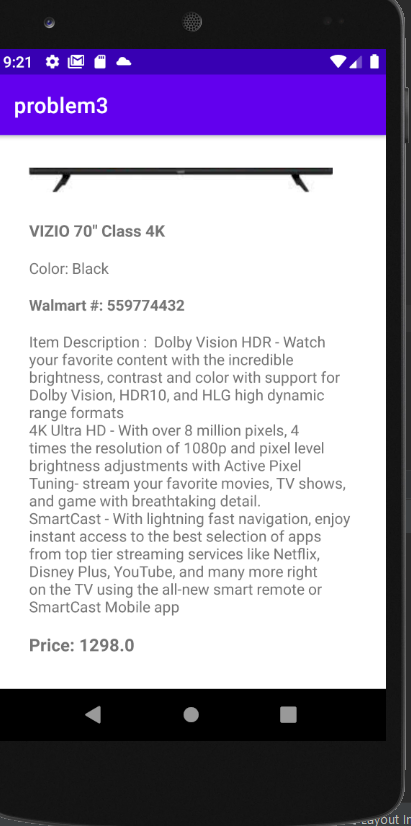 9:21
problem3
VIZIO 70" Class 4K
Color: Black
Walmart #: 559774432
Item Description :  Dolby Vision HDR - Watch
your favorite content with the incredible
brightness, contrast and color with support for
Dolby Vision, HDR10, and HLG high dynamic
range formats
4K Ultra HD - With over 8 million pixels, 4
times the resolution of 1080p and pixel level
brightness adjustments with Active Pixel
Tuning- stream your favorite movies, TV shows,
and game with breathtaking detail.
SmartCast - With lightning fast navigation, enjoy
instant access to the best selection of apps
from top tier streaming services like Netflix,
Disney Plus, YouTube, and many more right
on the TV using the all-new smart remote or
SmartCast Mobile app
Price: 1298.0
Layout In